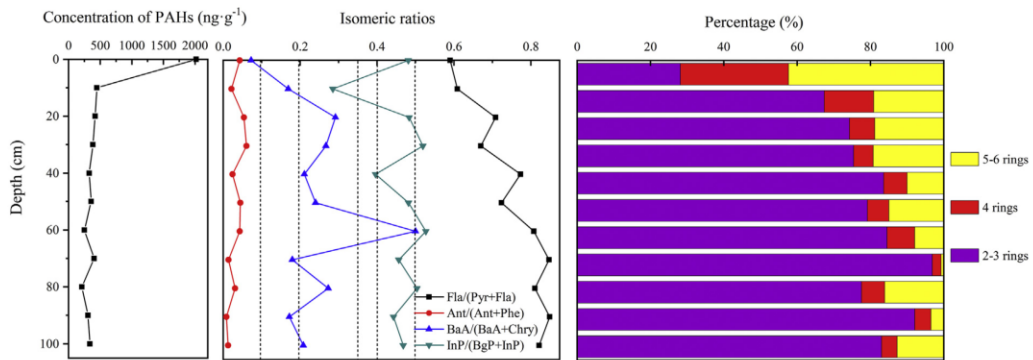 Concentration of PAHs (ng·g⁻¹)
Isomeric ratios
Percentage (%)
0 500 1000 1500 2000
0.0 0.2 0.4 0.6 0.8
0 20 40 60 80 100
Depth (cm)
0
20
40
60
80
100
Fla/(Pyr+Fla)
Ant/(Ant+Phe)
BaA/(BaA+Chry)
InP/(BgP+InP)
5-6 rings
4 rings
2-3 rings